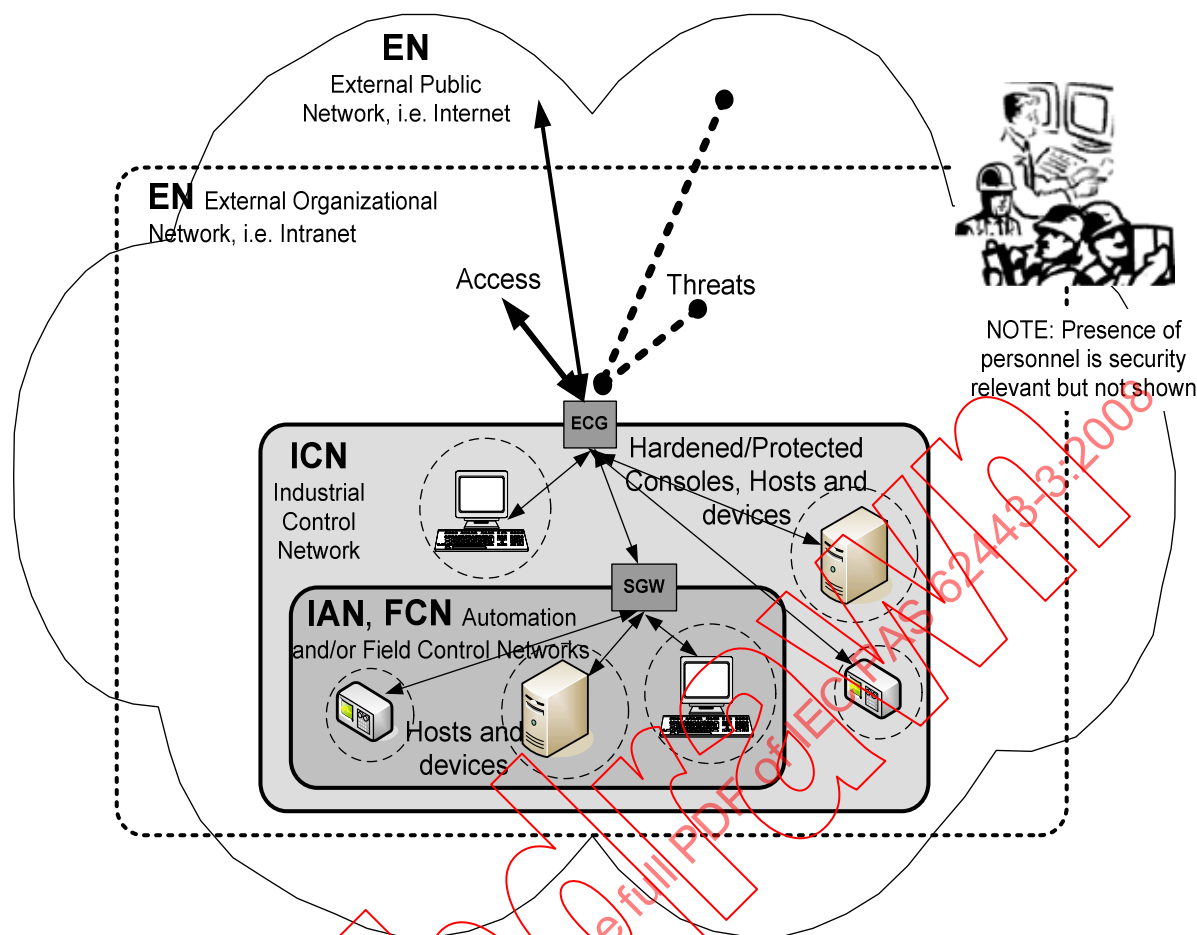 EN
External Public
Network, i.e. Internet
EN External Organizational
Network, i.e. Intranet
Access
Threats
NOTE: Presence of
personnel is security
relevant but not shown
ECG
ICN
Industrial
Control
Network
Hardened/Protected
Consoles, Hosts and
devices
SGW
IAN, FCN Automation
and/or Field Control Networks
Hosts and
devices
full PDF of IEC PAS 62443-3:2008